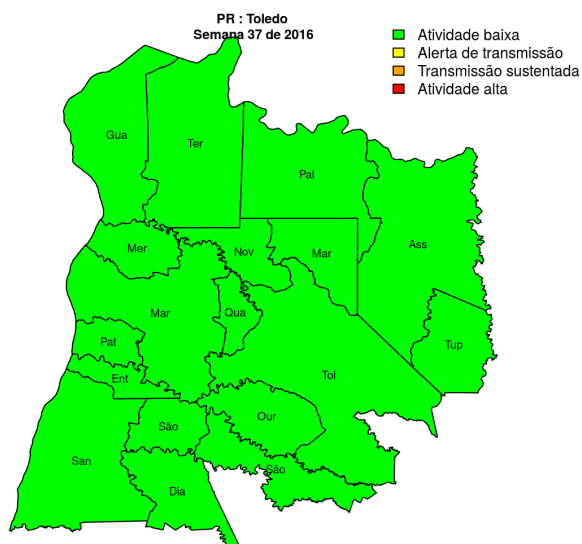 PR : Toledo
Semana 37 de 2016
Atividade baixa
Alerta de transmissão
Transmissão sustentada
Atividade alta
Gua
Ter
Pal
Mer
Nov
Mar
Ass
Mar
Qua
Pat
Tup
Ent
Tol
São
Our
San
São
Dia